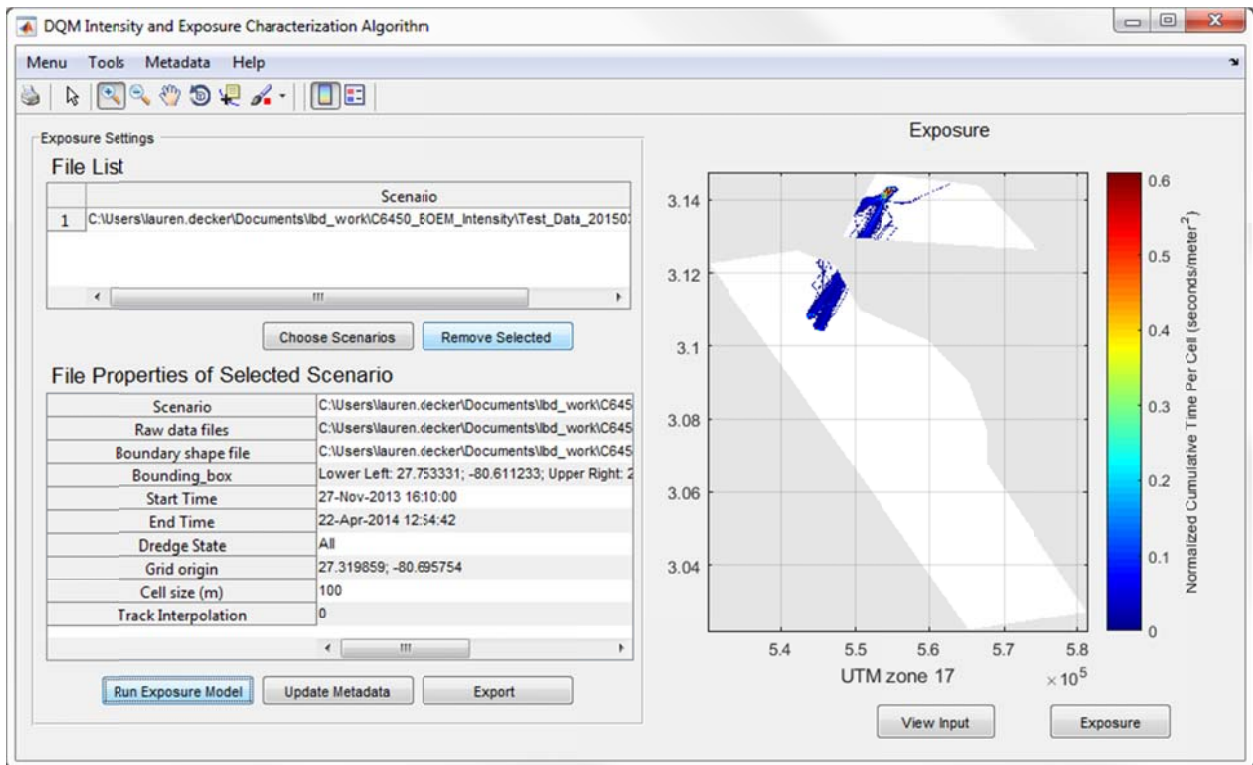 DQM Intensity and Exposure Characterization Algorithm
Menu Tools Metadata Help
Exposure Settings
File List
Scenario
1 C:\Users\lauren.decker\Documents\lbd_work\C6450_BOEM_Intensity\Test_Data_20150
Choose Scenarios Remove Selected
File Properties of Selected Scenario
Scenario C:\Users\lauren.decker\Documents\lbd_work\C645
Raw data files C:\Users\lauren.decker\Documents\lbd_work\C645
Boundary shape file C:\Users\lauren.decker\Documents\lbd_work\C645
Bounding_box Lower Left: 27.753331; -80.611233; Upper Right: 2
Start Time 27-Nov-2013 16:10:00
End Time 22-Apr-2014 12:54:42
Dredge State All
Grid origin 27.319859; -80.695754
Cell size (m) 100
Track Interpolation 0
Run Exposure Model Update Metadata Export
Exposure
3.14
3.12
3.1
3.08
3.06
3.04
5.4 5.5 5.6 5.7 5.8
UTM zone 17 × 10⁵
0.6
0.5
0.4
0.3
0.2
0.1
0
Normalized Cumulative Time Per Cell (seconds/meter²)
View Input Exposure